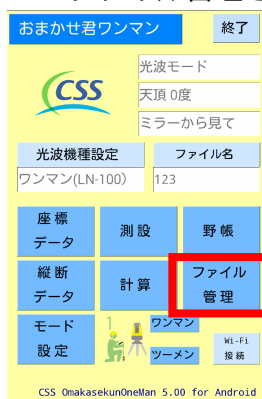 おまかせ君ワンマン
終了
CSS
光波モード
天頂 0度
ミラーから見て
光波機種設定
ファイル名
ワンマン(LN-100)
123
座 標
データ
測 設
野 帳
縦 断
データ
計 算
ファイル
管 理
モード
設 定
1
ワンマン
ツーメン
Wi-Fi
接 続
CSS OmakasekunOneMan 5.00 for Android